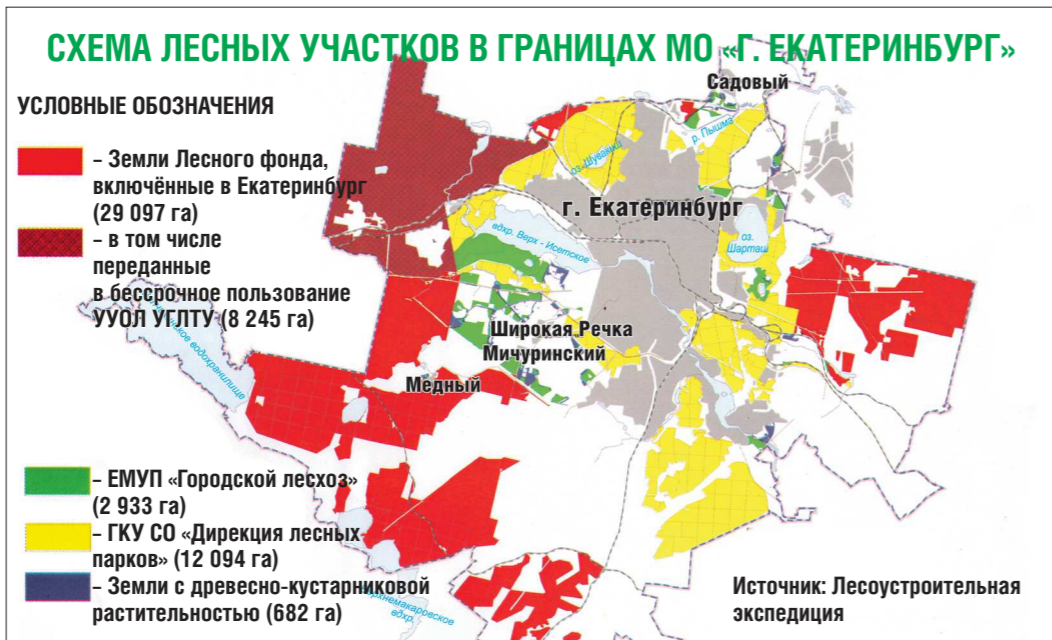 СХЕМА ЛЕСНЫХ УЧАСТКОВ В ГРАНИЦАХ МО «Г. ЕКАТЕРИНБУРГ»
УСЛОВНЫЕ ОБОЗНАЧЕНИЯ
– Земли Лесного фонда,
включённые в Екатеринбург
(29 097 га)
– в том числе
переданные
в бессрочное пользование
УУОЛ УГЛТУ (8 245 га)
– ЕМУП «Городской лесхоз»
(2 933 га)
– ГКУ СО «Дирекция лесных
парков» (12 094 га)
– Земли с древесно-кустарниковой
растительностью (682 га)
Садовый
р. Пышма
оз. Шувакиш
г. Екатеринбург
вдхр. Верх - Исетское
оз.
Шарташ
Широкая Речка
Мичуринский
Медный
водохранилище
вдхр.
Источник: Лесоустроительная
экспедиция